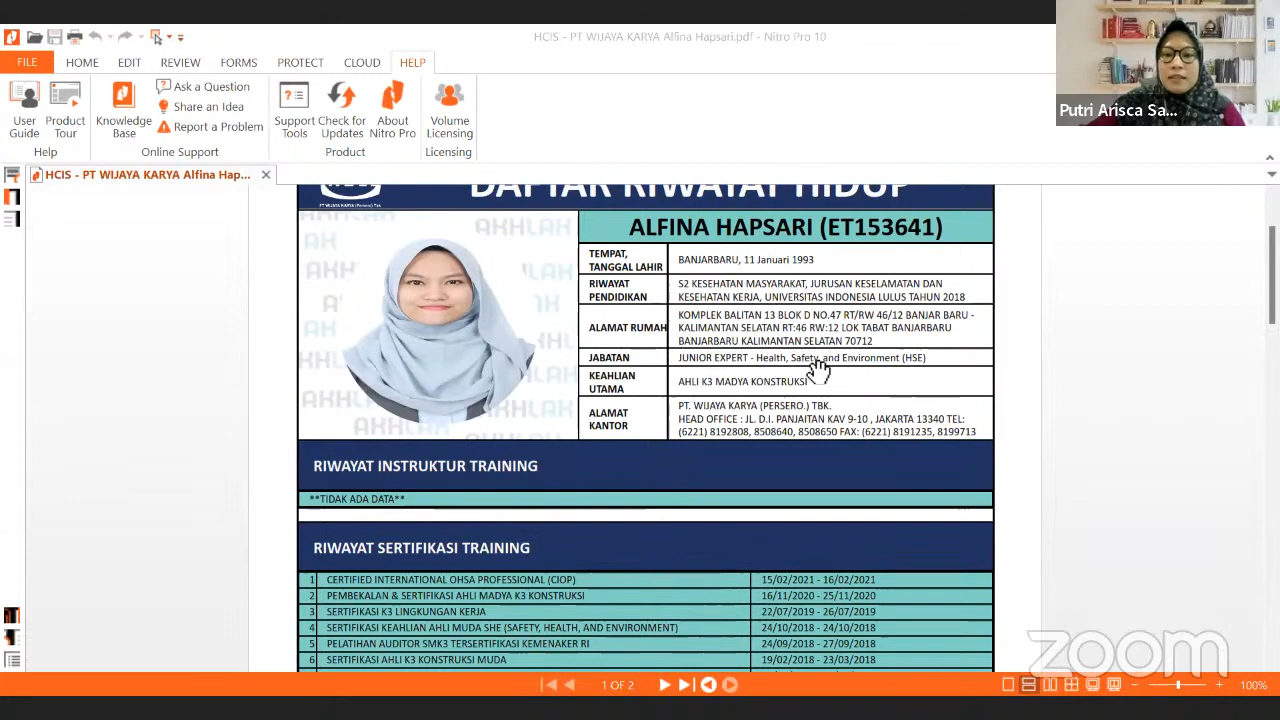 HCIS - PT WIJAYA KARYA Alfina Hapsari.pdf - Nitro Pro 10
FILE HOME EDIT REVIEW FORMS PROTECT CLOUD HELP
User Guide
Product Tour
Help
Knowledge Base
Ask a Question
Share an Idea
Report a Problem
Online Support
Support Tools
Check for Updates
About Nitro Pro
Product
Volume Licensing
Licensing
Putri Arisca Sa...
HCIS - PT WIJAYA KARYA Alfina Hap...
PT WIJAYA KARYA (Persero) Tbk
DAFTAR RIWAYAT HIDUP
AKHLAK
ALFINA HAPSARI (ET153641)
TEMPAT, TANGGAL LAHIR
BANJARBARU, 11 Januari 1993
RIWAYAT PENDIDIKAN
S2 KESEHATAN MASYARAKAT, JURUSAN KESELAMATAN DAN
KESEHATAN KERJA, UNIVERSITAS INDONESIA LULUS TAHUN 2018
ALAMAT RUMAH
KOMPLEK BALITAN 13 BLOK D NO.47 RT/RW 46/12 BANJAR BARU -
KALIMANTAN SELATAN RT:46 RW:12 LOK TABAT BANJARBARU
BANJARBARU KALIMANTAN SELATAN 70712
JABATAN
JUNIOR EXPERT - Health, Safety, and Environment (HSE)
KEAHLIAN UTAMA
AHLI K3 MADYA KONSTRUKSI
ALAMAT KANTOR
PT. WIJAYA KARYA (PERSERO.) TBK.
HEAD OFFICE : JL. D.I. PANJAITAN KAV 9-10 , JAKARTA 13340 TEL:
(6221) 8192808, 8508640, 8508650 FAX: (6221) 8191235, 8199713
RIWAYAT INSTRUKTUR TRAINING
**TIDAK ADA DATA**
RIWAYAT SERTIFIKASI TRAINING
1 CERTIFIED INTERNATIONAL OHSA PROFESSIONAL (CIOP) 15/02/2021 - 16/02/2021
2 PEMBEKALAN & SERTIFIKASI AHLI MADYA K3 KONSTRUKSI 16/11/2020 - 25/11/2020
3 SERTIFIKASI K3 LINGKUNGAN KERJA 22/07/2019 - 26/07/2019
4 SERTIFIKASI KEAHLIAN AHLI MUDA SHE (SAFETY, HEALTH, AND ENVIRONMENT) 24/10/2018 - 24/10/2018
5 PELATIHAN AUDITOR SMK3 TERSERTIFIKASI KEMENAKER RI 24/09/2018 - 27/09/2018
6 SERTIFIKASI AHLI K3 KONSTRUKSI MUDA 19/02/2018 - 23/03/2018
zoom
1 OF 2
100%